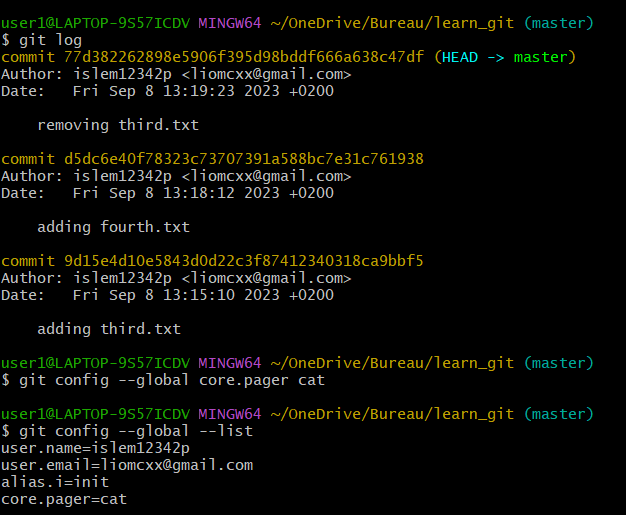 user1@LAPTOP-9S57ICDV MINGW64 ~/OneDrive/Bureau/learn_git (master)
$ git log
commit 77d382262898e5906f395d98bddf666a638c47df (HEAD -> master)
Author: islem12342p <liomcxx@gmail.com>
Date:   Fri Sep 8 13:19:23 2023 +0200

    removing third.txt

commit d5dc6e40f78323c73707391a588bc7e31c761938
Author: islem12342p <liomcxx@gmail.com>
Date:   Fri Sep 8 13:18:12 2023 +0200

    adding fourth.txt

commit 9d15e4d10e5843d0d22c3f87412340318ca9bbf5
Author: islem12342p <liomcxx@gmail.com>
Date:   Fri Sep 8 13:15:10 2023 +0200

    adding third.txt

user1@LAPTOP-9S57ICDV MINGW64 ~/OneDrive/Bureau/learn_git (master)
$ git config --global core.pager cat

user1@LAPTOP-9S57ICDV MINGW64 ~/OneDrive/Bureau/learn_git (master)
$ git config --global --list
user.name=islem12342p
user.email=liomcxx@gmail.com
alias.i=init
core.pager=cat